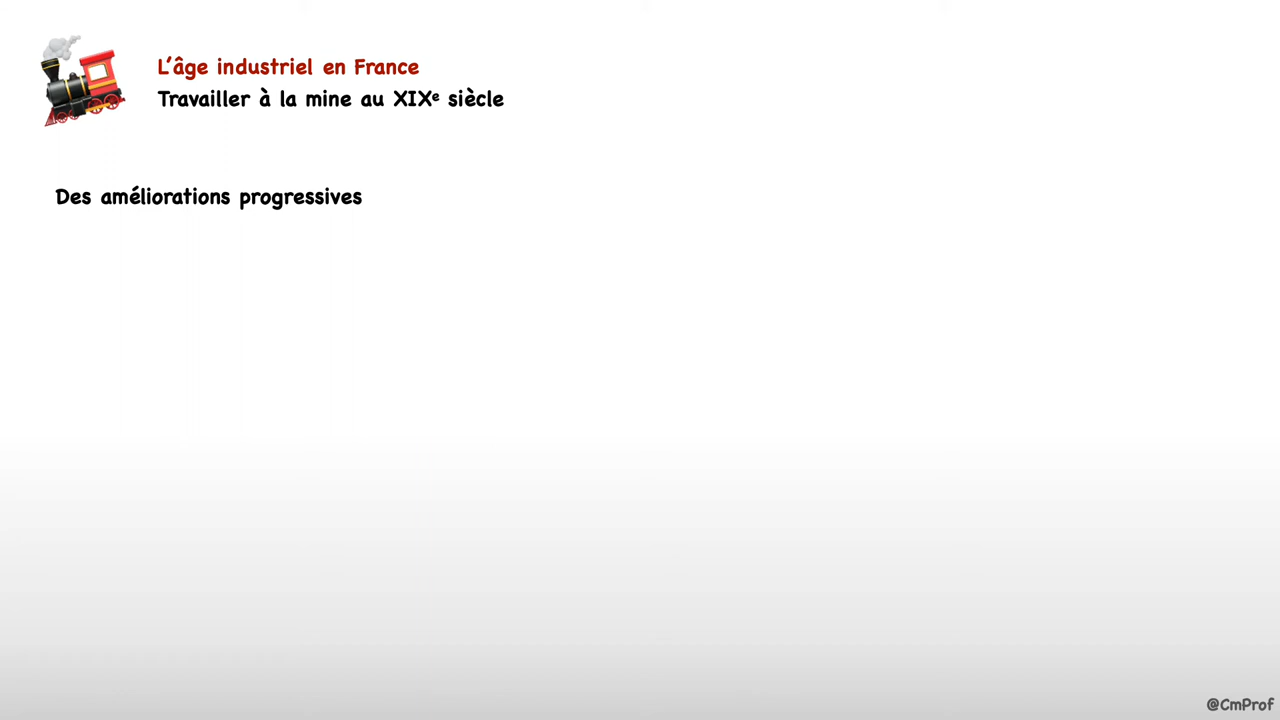 L'âge industriel en France
Travailler à la mine au XIXᵉ siècle
Des améliorations progressives
@CmProf